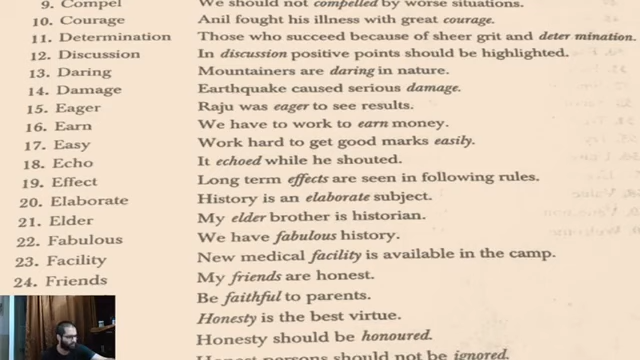 9. Compel We should not compelled by worse situations.
10. Courage Anil fought his illness with great courage.
11. Determination Those who succeed because of sheer grit and deter mination.
12. Discussion In discussion positive points should be highlighted.
13. Daring Mountainers are daring in nature.
14. Damage Earthquake caused serious damage.
15. Eager Raju was eager to see results.
16. Earn We have to work to earn money.
17. Easy Work hard to get good marks easily.
18. Echo It echoed while he shouted.
19. Effect Long term effects are seen in following rules.
20. Elaborate History is an elaborate subject.
21. Elder My elder brother is historian.
22. Fabulous We have fabulous history.
23. Facility New medical facility is available in the camp.
24. Friends My friends are honest.
Be faithful to parents.
Honesty is the best virtue.
Honesty should be honoured.
Honest persons should not be ignored.